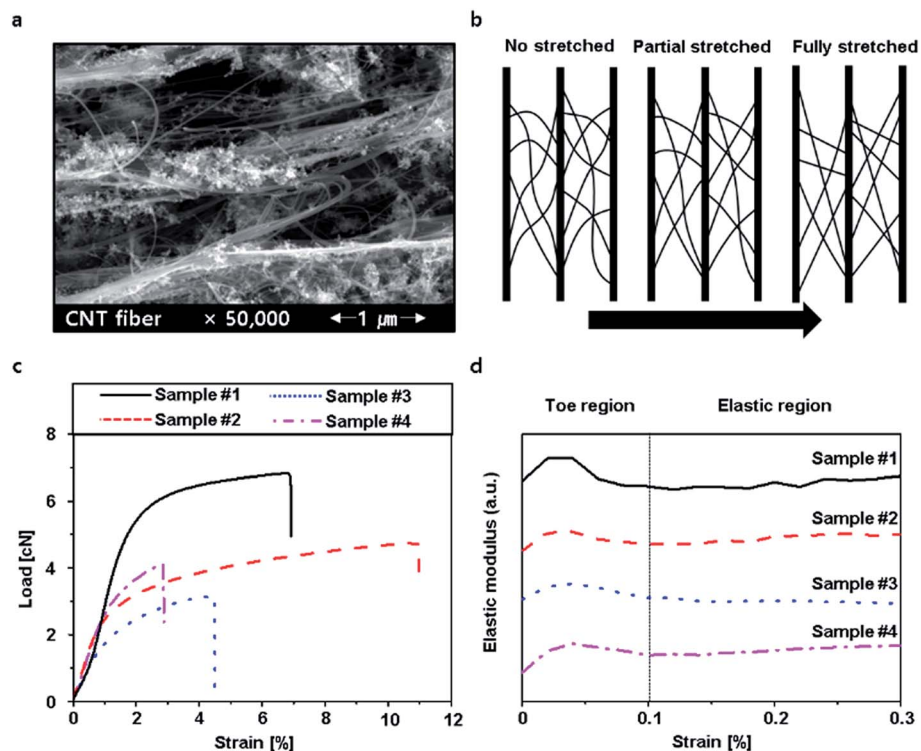 a
CNT fiber × 50,000 1 ㎛
b
No stretched Partial stretched Fully stretched
c
Sample #1 Sample #3
Sample #2 Sample #4
8
6
4
2
0
Load [cN]
0 2 4 6 8 10 12
Strain [%]
d
Toe region Elastic region
Sample #1
Sample #2
Sample #3
Sample #4
Elastic modulus (a.u.)
0 0.1 0.2 0.3
Strain [%]